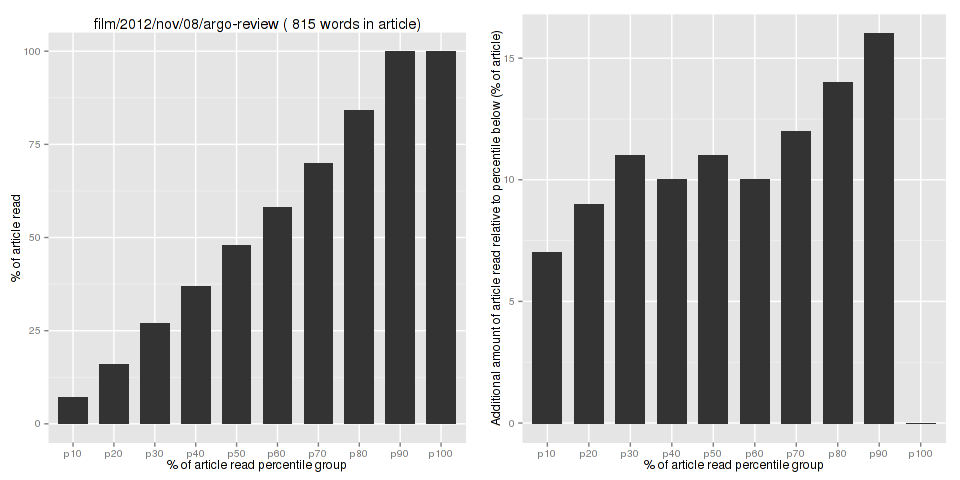 film/2012/nov/08/argo-review ( 815 words in article)
% of article read
100
75
50
25
0
p10 p20 p30 p40 p50 p60 p70 p80 p90 p100
% of article read percentile group
Additional amount of article read relative to percentile below (% of article)
15
10
5
0
p10 p20 p30 p40 p50 p60 p70 p80 p90 p100
% of article read percentile group